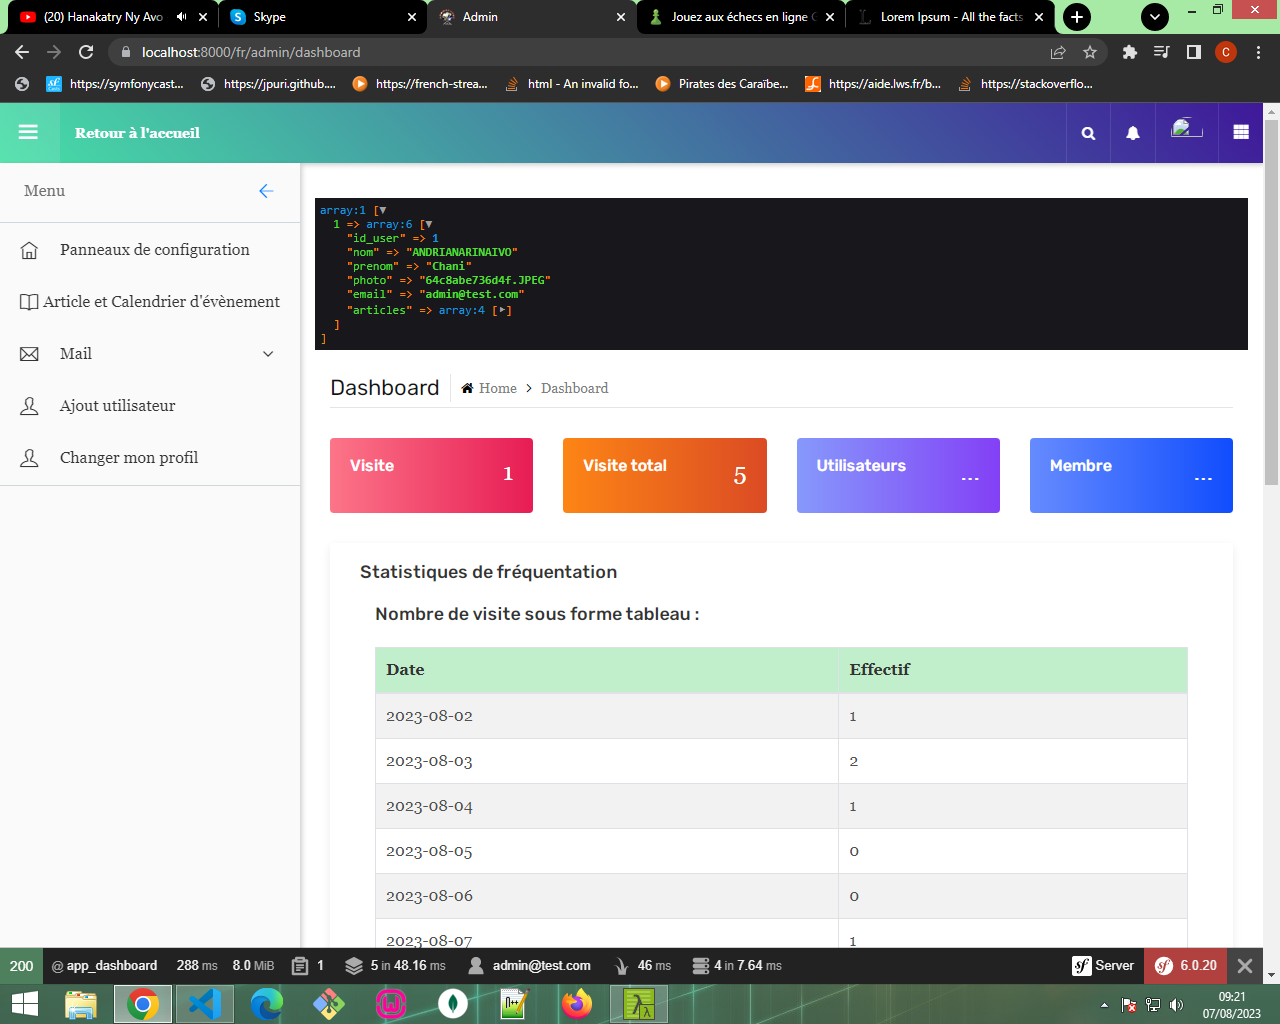 (20) Hanakatry Ny Avo
Skype
Admin
Jouez aux échecs en ligne G
Lorem Ipsum - All the facts
localhost:8000/fr/admin/dashboard
C
https://symfonycast...
https://jpuri.github....
https://french-strea...
html - An invalid fo...
Pirates des Caraïbe...
https://aide.lws.fr/b...
https://stackoverflo...
Retour à l'accueil
Menu
Panneaux de configuration
Article et Calendrier d'évènement
Mail
Ajout utilisateur
Changer mon profil
array:1 [▼
1 => array:6 [▼
"id_user" => 1
"nom" => "ANDRIANARINAIVO"
"prenom" => "Chani"
"photo" => "64c8abe736d4f.JPEG"
"email" => "admin@test.com"
"articles" => array:4 [▶]
]
]
Dashboard
Home > Dashboard
Visite
1
Visite total
5
Utilisateurs
...
Membre
...
Statistiques de fréquentation
Nombre de visite sous forme tableau :
Date Effectif
2023-08-02 1
2023-08-03 2
2023-08-04 1
2023-08-05 0
2023-08-06 0
2023-08-07 1
200 @ app_dashboard 288 ms 8.0 MiB 1 5 in 48.16 ms admin@test.com 46 ms 4 in 7.64 ms Server 6.0.20
09:21
07/08/2023